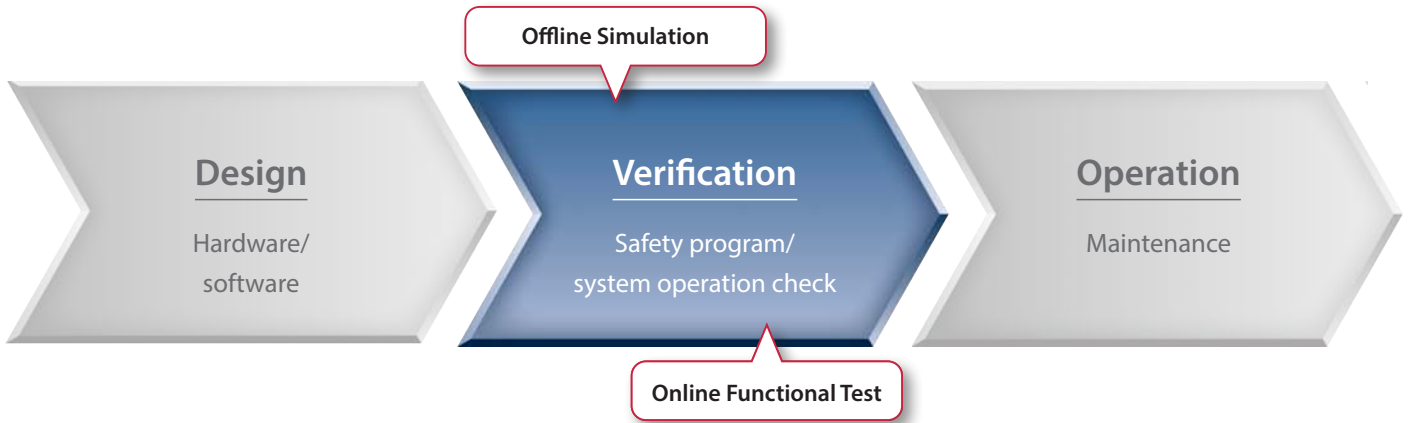 Offline Simulation
Design
Hardware/
software
Verification
Safety program/
system operation check
Operation
Maintenance
Online Functional Test